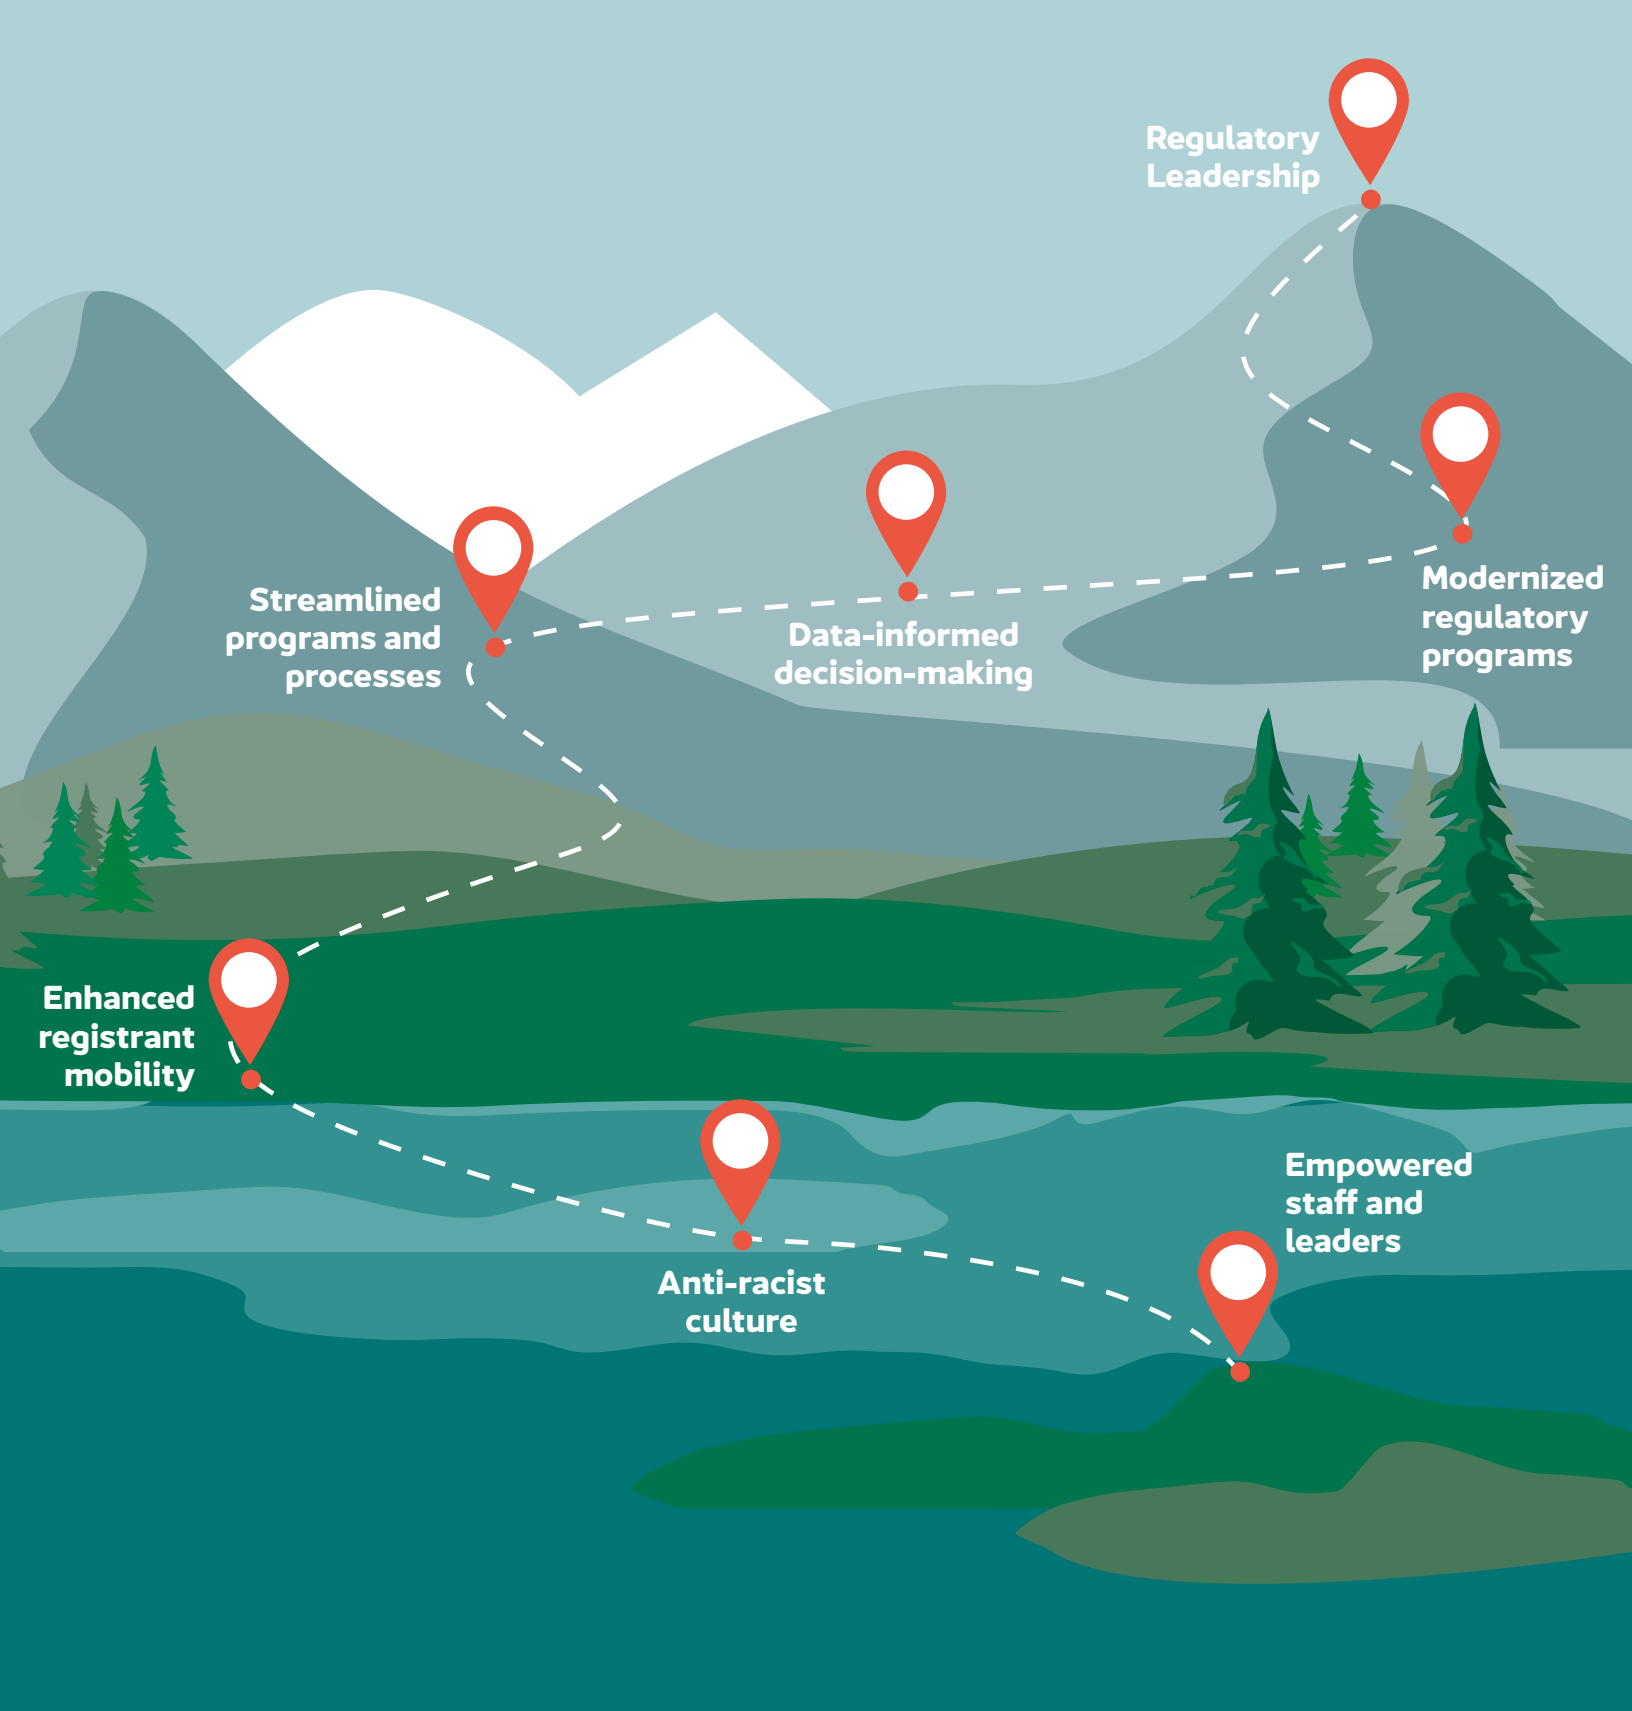 Regulatory
Leadership
Modernized
regulatory
programs
Data-informed
decision-making
Streamlined
programs and
processes
Enhanced
registrant
mobility
Anti-racist
culture
Empowered
staff and
leaders